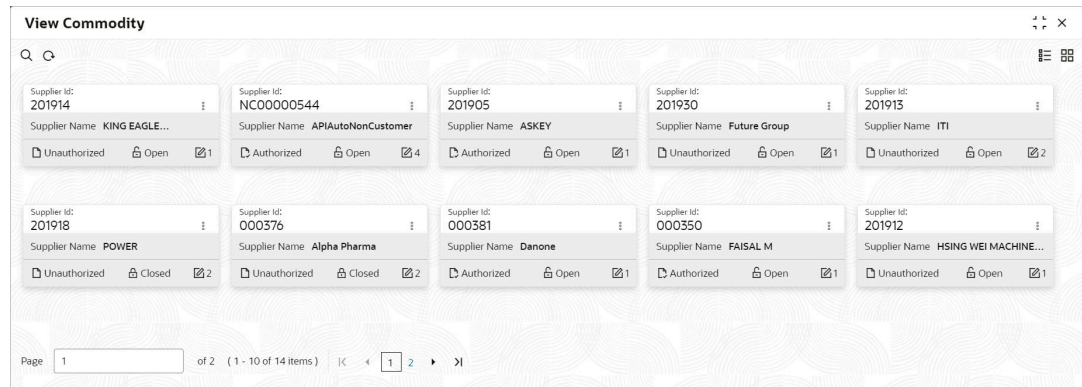 View Commodity
Supplier Id: Supplier Id: Supplier Id: Supplier Id: Supplier Id:
201914 NC00000544 201905 201930 201913
Supplier Name KING EAGLE... Supplier Name APIAutoNonCustomer Supplier Name ASKEY Supplier Name Future Group Supplier Name ITI
Unauthorized Open 1 Authorized Open 4 Authorized Open 1 Unauthorized Open 1 Unauthorized Open 2
Supplier Id: Supplier Id: Supplier Id: Supplier Id: Supplier Id:
201918 000376 000381 000350 201912
Supplier Name POWER Supplier Name Alpha Pharma Supplier Name Danone Supplier Name FAISAL M Supplier Name HSING WEI MACHINE...
Unauthorized Closed 2 Unauthorized Closed 2 Authorized Open 1 Authorized Open 1 Unauthorized Open 1
Page 1 of 2 ( 1 - 10 of 14 items ) 1 2